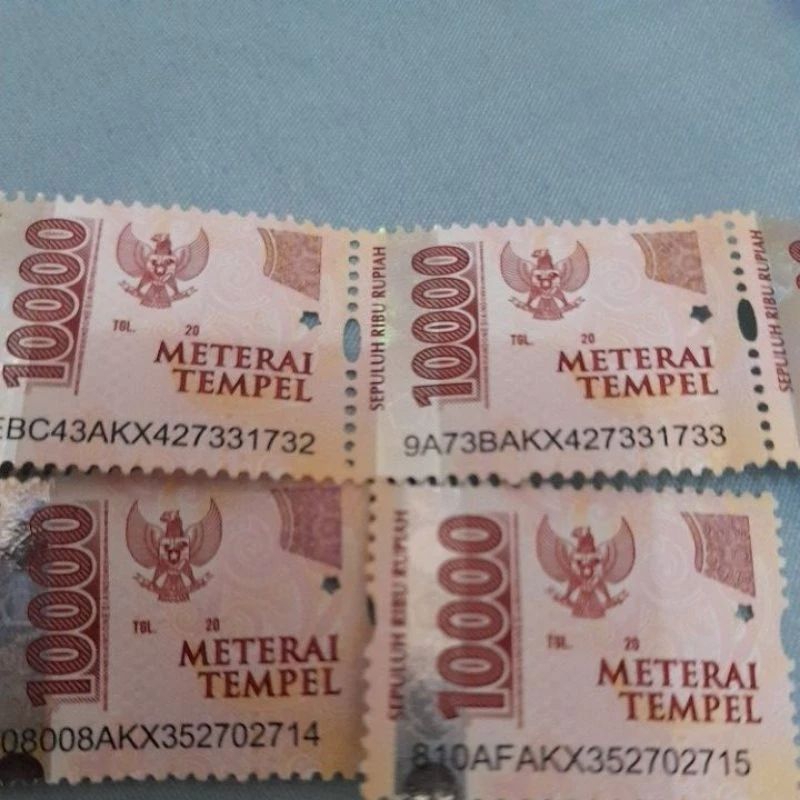 10000
TGL. 20
METERAI
TEMPEL
EBC43AKX427331732
SEPULUH RIBU RUPIAH
10000
TGL. 20
METERAI
TEMPEL
9A73BAKX427331733
SEPULUH RIBU RUPIAH
10000
TGL. 20
METERAI
TEMPEL
08008AKX352702714
SEPULUH RIBU RUPIAH
10000
TGL. 20
METERAI
TEMPEL
810AFAKX352702715